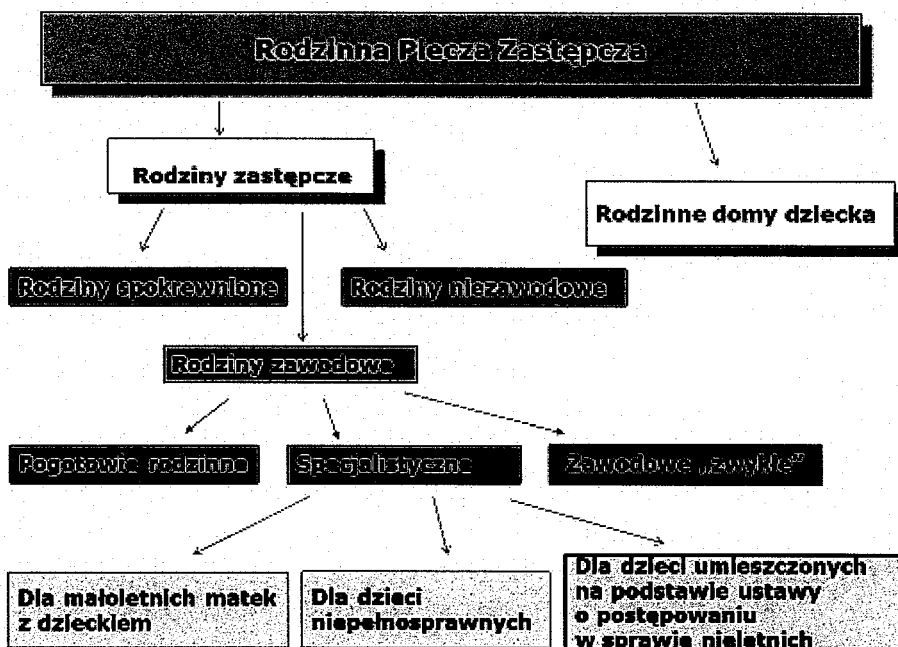 Rodzinna Piecza Zastępcza
Rodziny zastępcze
Rodzinne domy dziecka
Rodziny spokrewnione
Rodziny niezawodowe
Rodziny zawodowe
Pogotowie rodzinne
Specjalistyczne
Zawodowe „zwykłe”
Dla małoletnich matek
z dzieckiem
Dla dzieci
niepełnosprawnych
Dla dzieci umieszczonych
na podstawie ustawy
o postępowaniu
w sprawie nieletnich